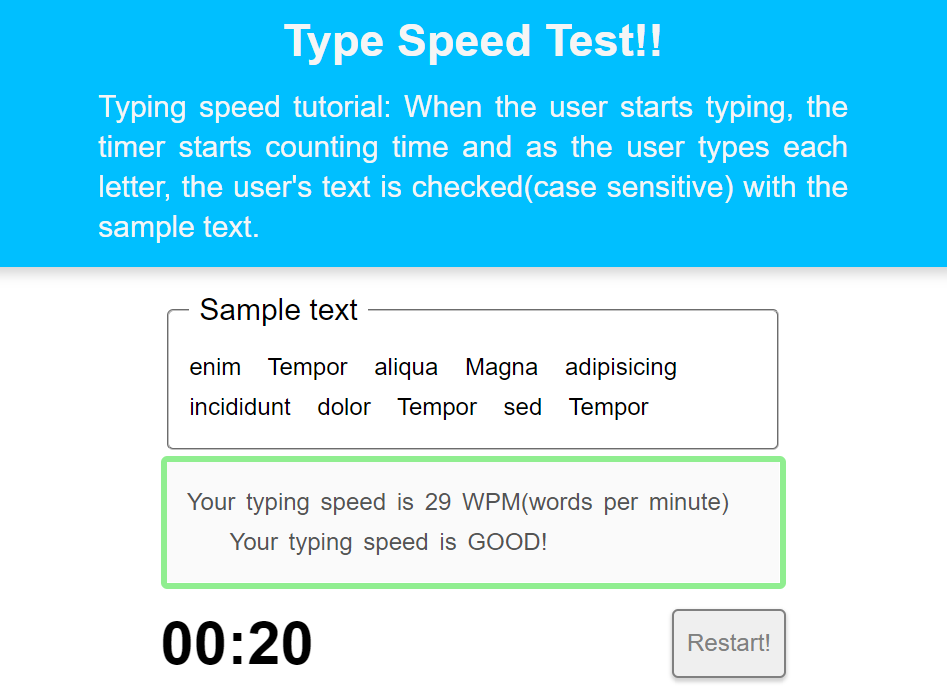 Type Speed Test!!
Typing speed tutorial: When the user starts typing, the
timer starts counting time and as the user types each
letter, the user's text is checked(case sensitive) with the
sample text.
Sample text
enim Tempor aliqua Magna adipisicing
incididunt dolor Tempor sed Tempor
Your typing speed is 29 WPM(words per minute)
Your typing speed is GOOD!
00:20
Restart!